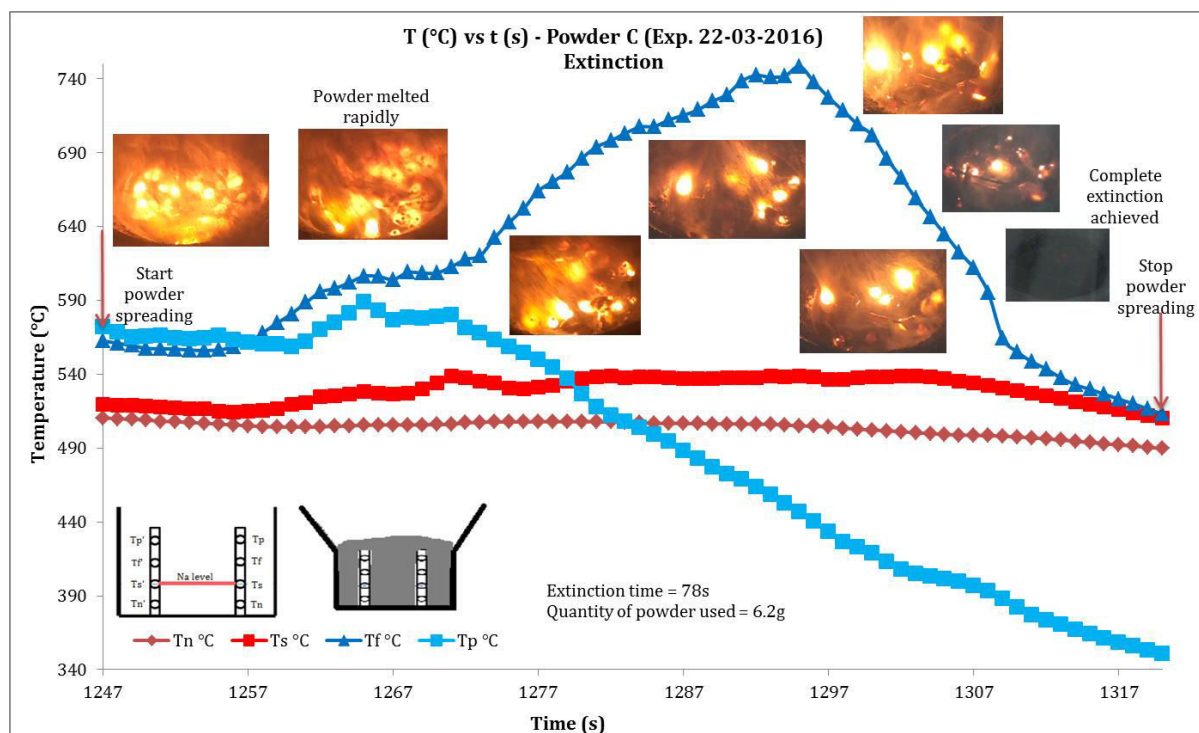 T (°C) vs t (s) - Powder C (Exp. 22-03-2016)
Extinction
Temperature (°C)
740
690
640
590
540
490
440
390
340
Powder melted
rapidly
Start
powder
spreading
Complete
extinction
achieved
Stop
powder
spreading
Tp' Tp
Tf' Tf
Na level
Ts' Ts
Tn' Tn
Extinction time = 78s
Quantity of powder used = 6.2g
Tn °C Ts °C Tf °C Tp °C
1247 1257 1267 1277 1287 1297 1307 1317
Time (s)